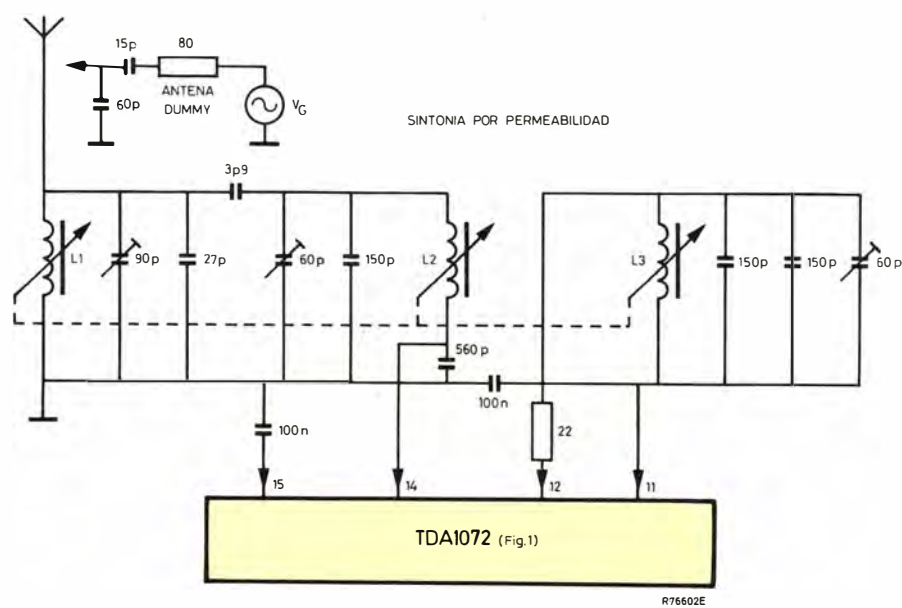 15p
80
60p
ANTENA
DUMMY
VG
SINTONIA POR PERMEABILIDAD
3p9
L1
90p
27p
60p
150p
L2
L3
150p
150p
60p
560p
100n
100n
22
15
14
12
11
TDA1072 (Fig.1)
R76602E